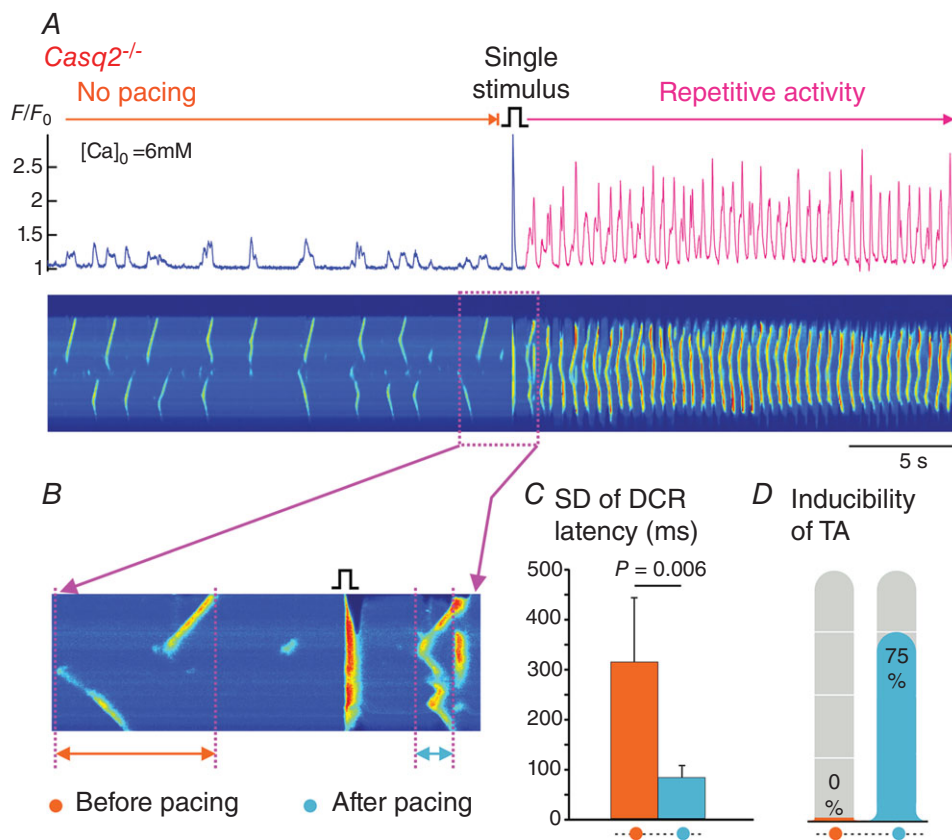 A
Casq2-/-
No pacing
Single
stimulus
Repetitive activity
F/F0
[Ca]0 =6mM
2.5
2
1.5
1
5 s
B
C SD of DCR
latency (ms)
D Inducibility
of TA
P = 0.006
500
400
300
200
100
0
75
%
0
%
Before pacing
After pacing